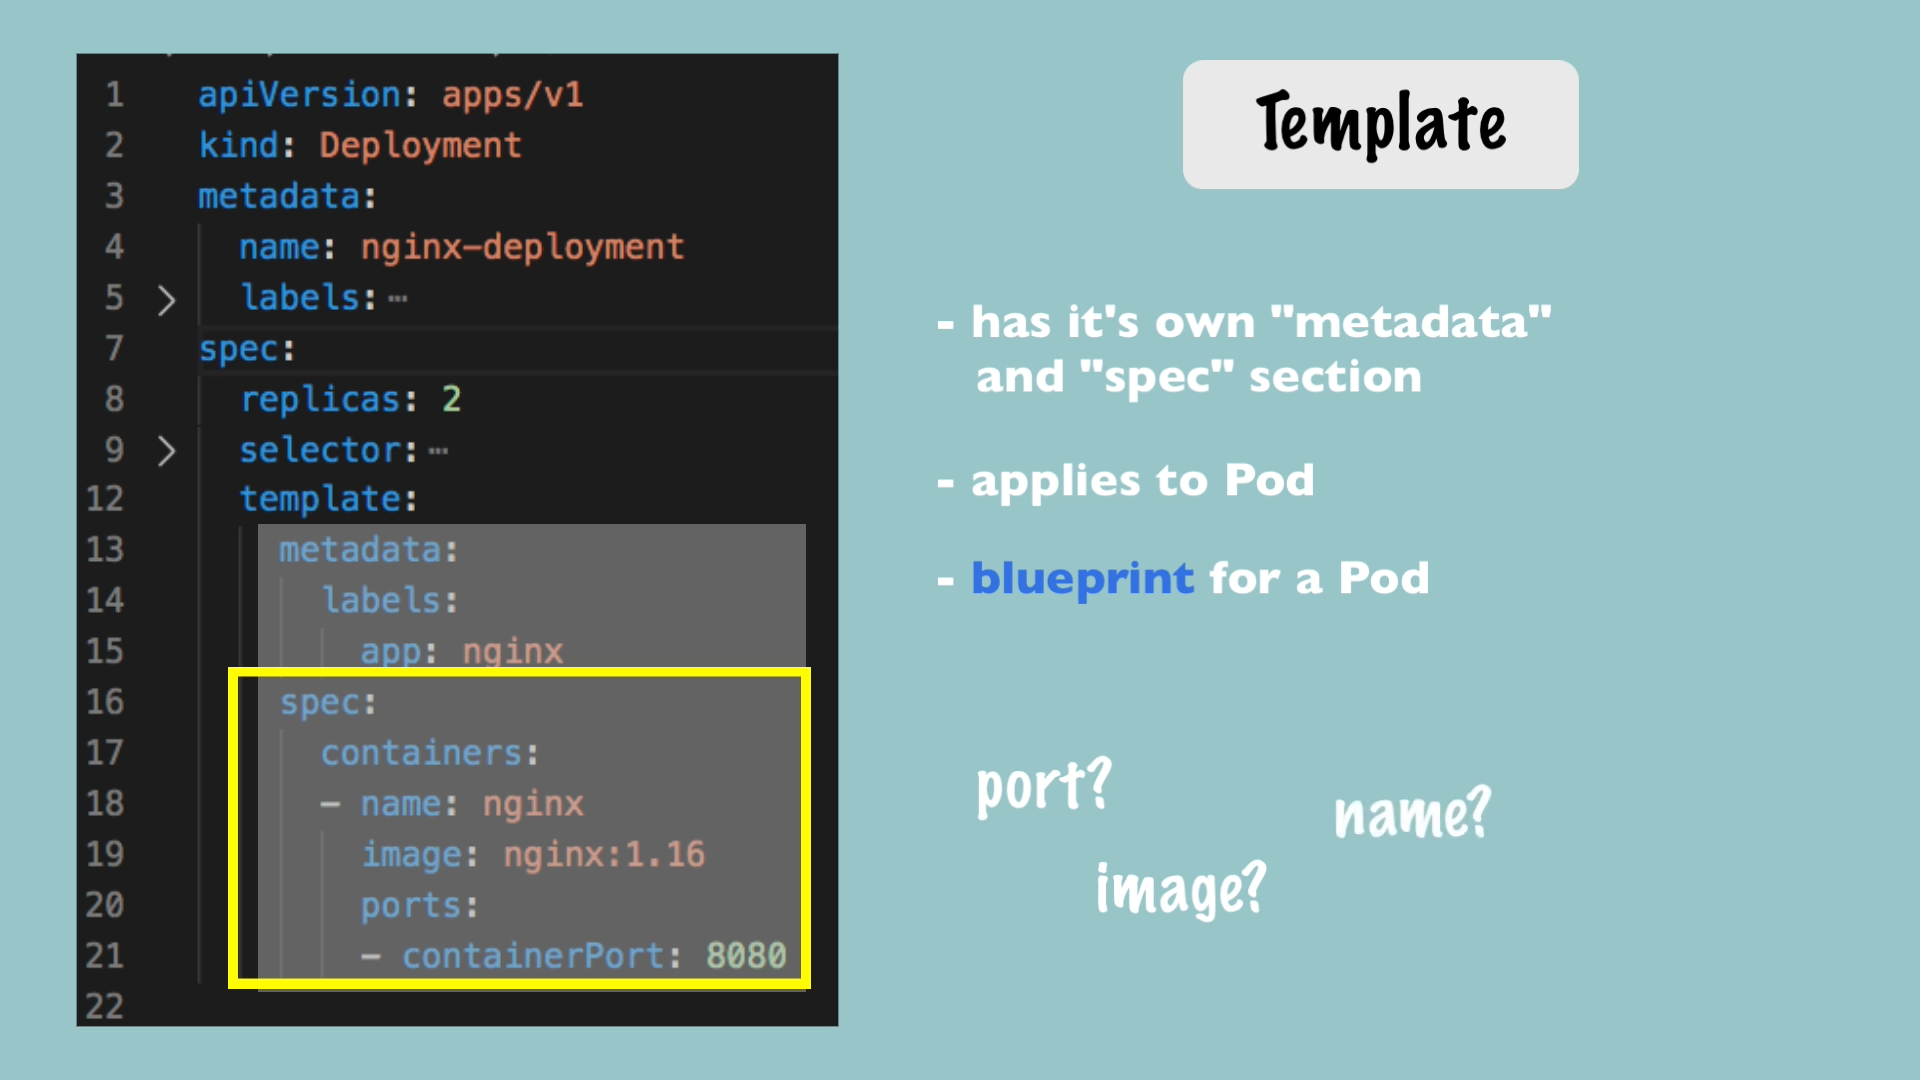 1 apiVersion: apps/v1
2 kind: Deployment
3 metadata:
4 name: nginx-deployment
5 > labels:⋯
7 spec:
8 replicas: 2
9 > selector:⋯
12 template:
13 metadata:
14 labels:
15 app: nginx
16 spec:
17 containers:
18 - name: nginx
19 image: nginx:1.16
20 ports:
21 - containerPort: 8080
22
Template
- has it's own "metadata"
and "spec" section
- applies to Pod
- blueprint for a Pod
port?
name?
image?